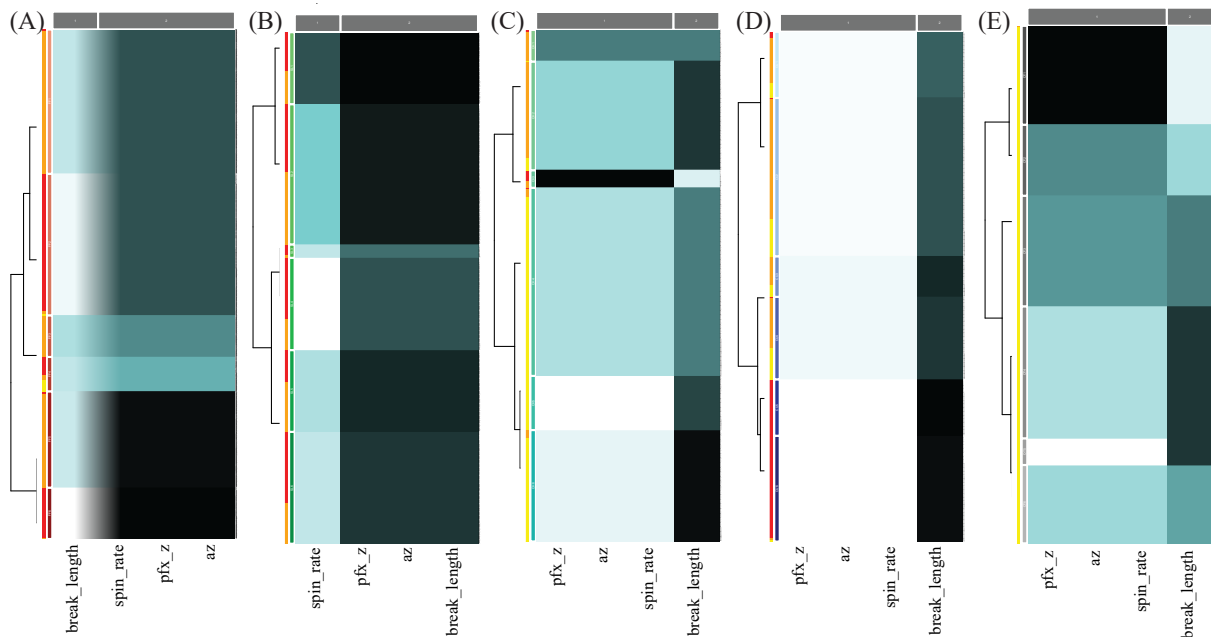 (A) (B) (C) (D) (E)
break_length spin_rate pfx_z az
spin_rate pfx_z az break_length
pfx_z az spin_rate break_length
pfx_z az spin_rate break_length
pfx_z az spin_rate break_length